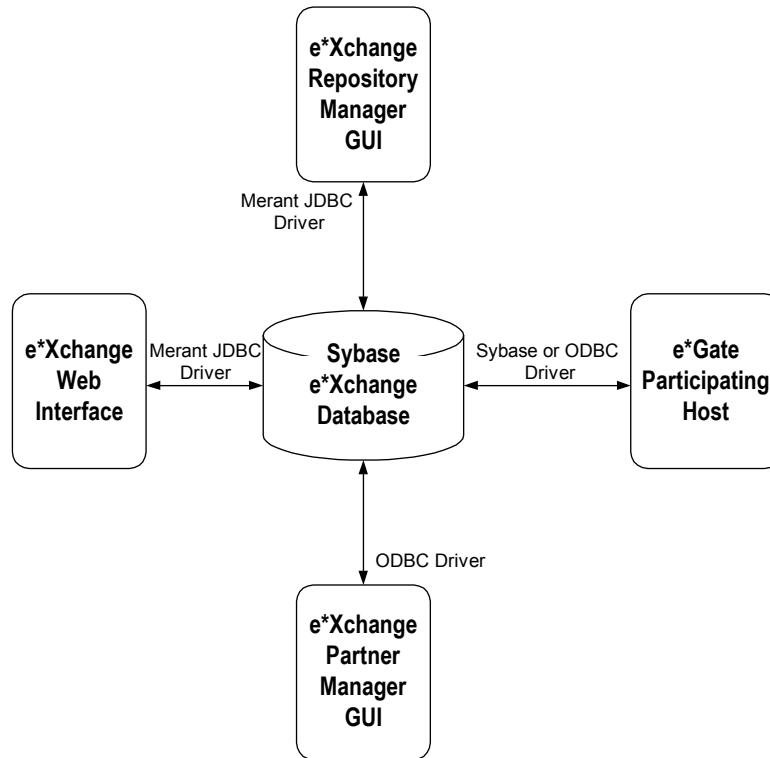 e*Xchange
Repository
Manager
GUI
Merant JDBC
Driver
e*Xchange
Web
Interface
Merant JDBC
Driver
Sybase
e*Xchange
Database
Sybase or ODBC
Driver
e*Gate
Participating
Host
ODBC Driver
e*Xchange
Partner
Manager
GUI